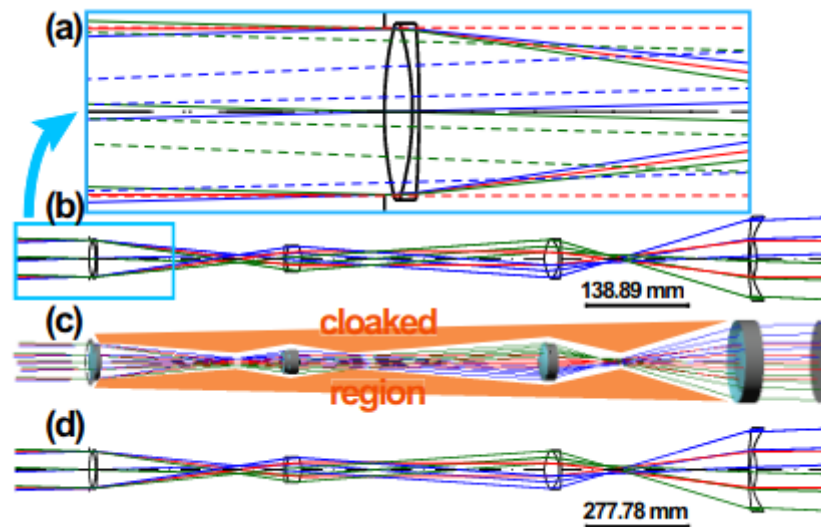 (a)
(b)
138.89 mm
(c)
cloaked
region
(d)
277.78 mm